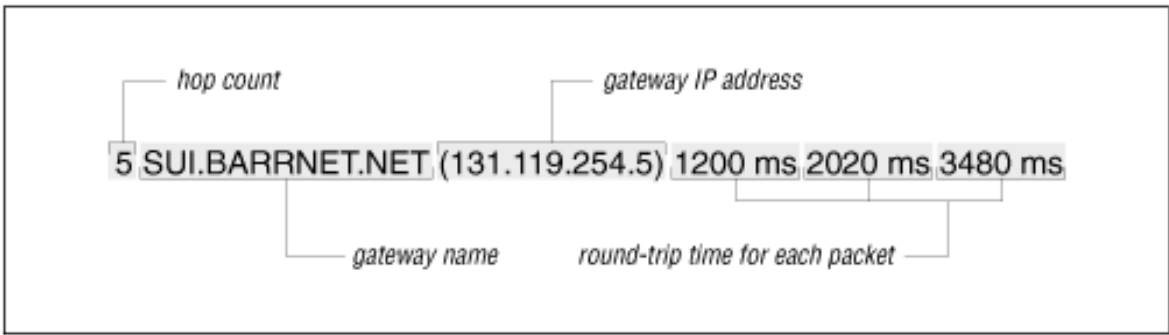 hop count
gateway IP address
5 SUI.BARRNET.NET (131.119.254.5) 1200 ms 2020 ms 3480 ms
gateway name
round-trip time for each packet